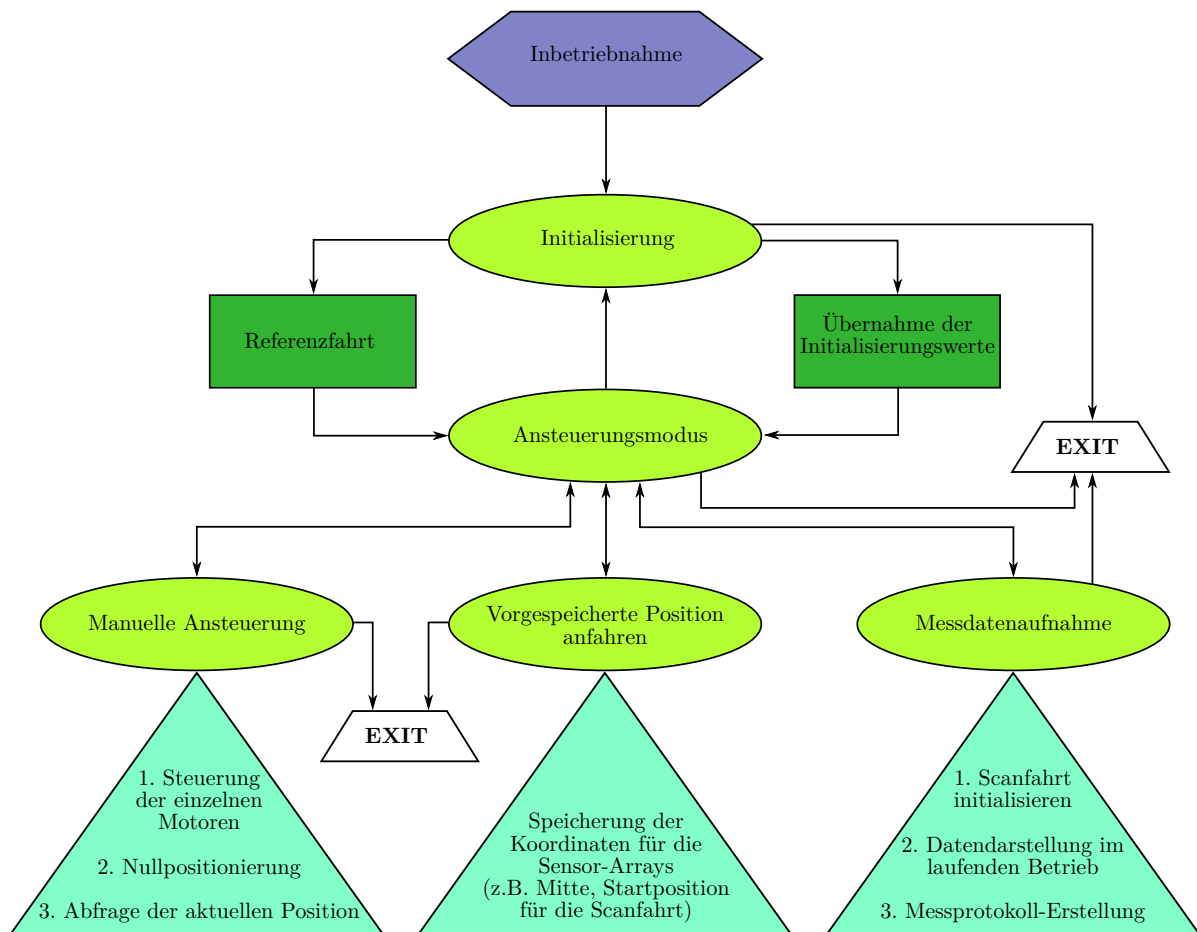 Inbetriebnahme
Initialisierung
Referenzfahrt
Übernahme der
Initialisierungswerte
Ansteuerungsmodus
EXIT
Manuelle Ansteuerung
Vorgespeicherte Position
anfahren
Messdatenaufnahme
EXIT
1. Steuerung
der einzelnen
Motoren
2. Nullpositionierung
3. Abfrage der aktuellen Position
Speicherung der
Koordinaten für die
Sensor-Arrays
(z.B. Mitte, Startposition
für die Scanfahrt)
1. Scanfahrt
initialisieren
2. Datendarstellung im
laufenden Betrieb
3. Messprotokoll-Erstellung